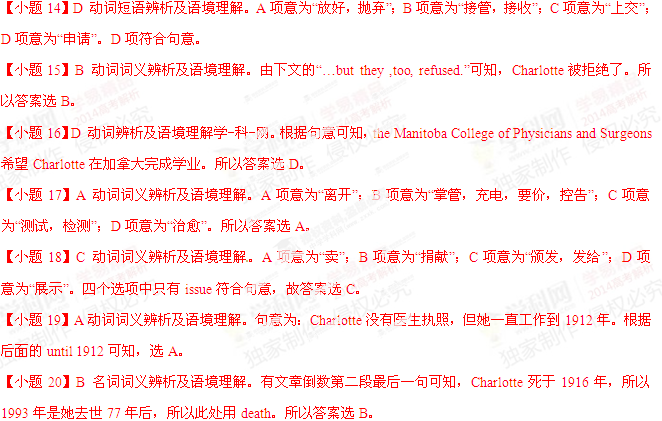 【小题 14】D 动词短语辨析及语境理解。A 项意为“放好，抛弃”；B 项意为“接管，接收”；C 项意为“上交”；
D 项意为“申请”。D 项符合句意。
【小题 15】B 动词词义辨析及语境理解。由下文的“…but they ,too, refused.”可知，Charlotte 被拒绝了。所
以答案选 B。
【小题 16】D 动词辨析及语境理解学-科-网。根据句意可知，the Manitoba College of Physicians and Surgeons
希望 Charlotte 在加拿大完成学业。所以答案选 D。
【小题 17】A 动词词义辨析及语境理解。A 项意为“离开”；B 项意为“掌管，充电，要价，控告”；C 项意
为“测试，检测”；D 项意为“治愈”。所以答案选 A。
【小题 18】C 动词词义辨析及语境理解。A 项意为“卖”；B 项意为“捐献”；C 项意为“颁发，发给”；D 项
意为“展示”。四个选项中只有 issue 符合句意，故答案选 C。
【小题 19】A 动词词义辨析及语境理解。句意为：Charlotte 没有医生执照，但她一直工作到 1912 年。根据
后面的 until 1912 可知，选 A。
【小题 20】B 名词词义辨析及语境理解。有文章倒数第二段最后一句可知，Charlotte 死于 1916 年，所以
1993 年是她去世 77 年后，所以此处用 death。所以答案选 B。